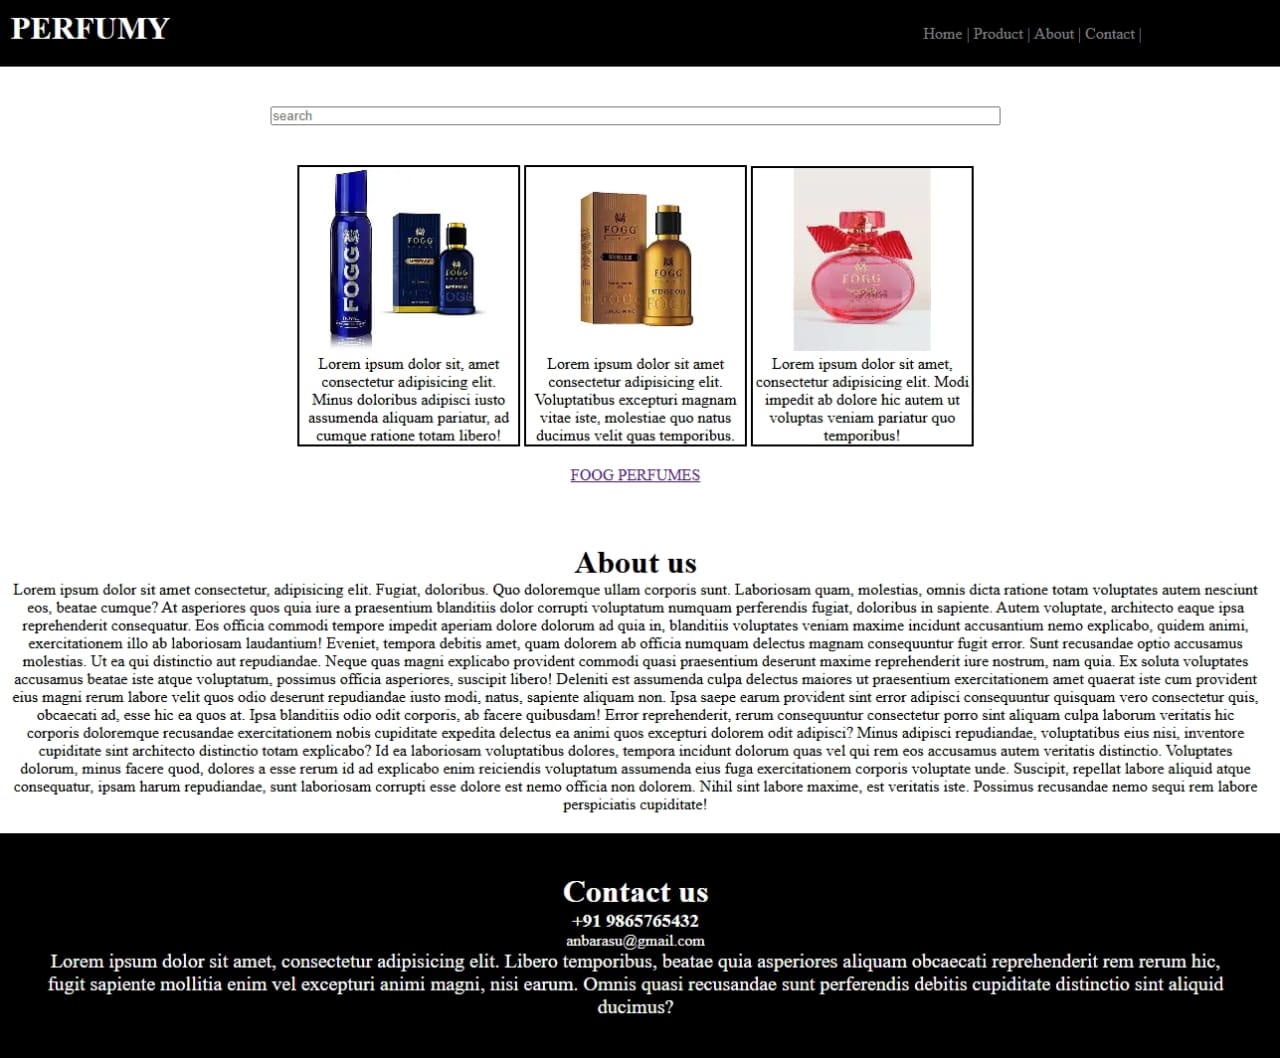 PERFUMY
Home | Product | About | Contact |
search
FOGG
FOGG
FOGG
FOGG
FOGG
FOGG
Lorem ipsum dolor sit, amet
consectetur adipisicing elit.
Minus doloribus adipisci iusto
assumenda aliquam pariatur, ad
cumque ratione totam libero!
Lorem ipsum dolor sit amet
consectetur adipisicing elit.
Voluptatibus excepturi magnam
vitae iste, molestiae quo natus
ducimus velit quas temporibus.
Lorem ipsum dolor sit amet,
consectetur adipisicing elit. Modi
impedit ab dolore hic autem ut
voluptas veniam pariatur quo
temporibus!
FOOG PERFUMES
About us
Lorem ipsum dolor sit amet consectetur, adipisicing elit. Fugiat, doloribus. Quo doloremque ullam corporis sunt. Laboriosam quam, molestias, omnis dicta ratione totam voluptates autem nesciunt
eos, beatae cumque? At asperiores quos quia iure a praesentium blanditiis dolor corrupti voluptatum numquam perferendis fugiat, doloribus in sapiente. Autem voluptate, architecto eaque ipsa
reprehenderit consequatur. Eos officia commodi tempore impedit aperiam dolore dolorum ad quia in, blanditiis voluptates veniam maxime incidunt accusantium nemo explicabo, quidem animi,
exercitationem illo ab laboriosam laudantium! Eveniet, tempora debitis amet, quam dolorem ab officia numquam delectus magnam consequuntur fugit error. Sunt recusandae optio accusamus
molestias. Ut ea qui distinctio aut repudiandae. Neque quas magni explicabo provident commodi quasi praesentium deserunt maxime reprehenderit iure nostrum, nam quia. Ex soluta voluptates
accusamus beatae iste atque voluptatum, possimus officia asperiores, suscipit libero! Deleniti est assumenda culpa delectus maiores ut praesentium exercitationem amet quaerat iste cum provident
eius magni rerum labore velit quos odio deserunt repudiandae iusto modi, natus, sapiente aliquam non. Ipsa saepe earum provident sint error adipisci consequuntur quisquam vero consectetur quis,
obcaecati ad, esse hic ea quos at. Ipsa blanditiis odio odit corporis, ab facere quibusdam! Error reprehenderit, rerum consequuntur consectetur porro sint aliquam culpa laborum veritatis hic
corporis doloremque recusandae exercitationem nobis cupiditate expedita delectus ea animi quos excepturi dolorem odit adipisci? Minus adipisci repudiandae, voluptatibus eius nisi, inventore
cupiditate sint architecto distinctio totam explicabo? Id ea laboriosam voluptatibus dolores, tempora incidunt dolorum quas vel qui rem eos accusamus autem veritatis distinctio. Voluptates
dolorum, minus facere quod, dolores a esse rerum id ad explicabo enim reiciendis voluptatum assumenda eius fuga exercitationem corporis voluptate unde. Suscipit, repellat labore aliquid atque
consequatur, ipsam harum repudiandae, sunt laboriosam corrupti esse dolore est nemo officia non dolorem. Nihil sint labore maxime, est veritatis iste. Possimus recusandae nemo sequi rem labore
perspiciatis cupiditate!
Contact us
+91 9865765432
anbarasu@gmail.com
Lorem ipsum dolor sit amet, consectetur adipisicing elit. Libero temporibus, beatae quia asperiores aliquam obcaecati reprehenderit rem rerum hic,
fugit sapiente mollitia enim vel excepturi animi magni, nisi earum. Omnis quasi recusandae sunt perferendis debitis cupiditate distinctio sint aliquid
ducimus?